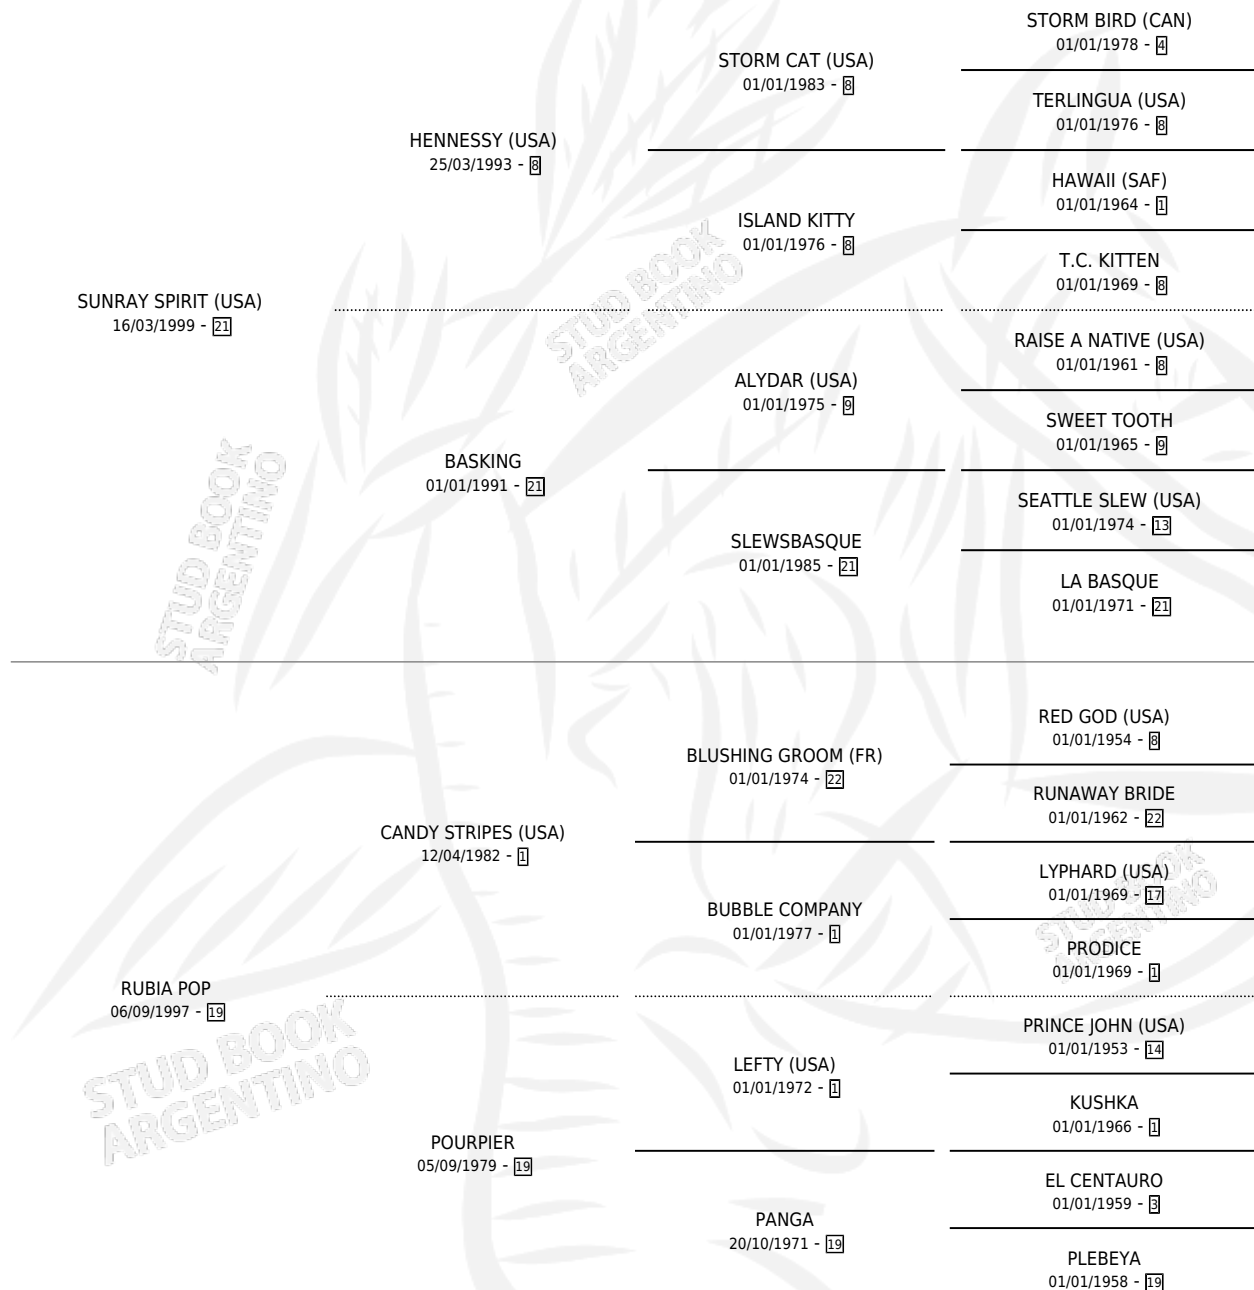 STORM BIRD (CAN)
01/01/1978 - 4
STORM CAT (USA)
01/01/1983 - 8
TERLINGUA (USA)
01/01/1976 - 8
HENNESSY (USA)
25/03/1993 - 8
HAWAII (SAF)
01/01/1964 - 1
ISLAND KITTY
01/01/1976 - 8
T.C. KITTEN
01/01/1969 - 8
SUNRAY SPIRIT (USA)
16/03/1999 - 21
RAISE A NATIVE (USA)
01/01/1961 - 8
ALYDAR (USA)
01/01/1975 - 9
SWEET TOOTH
01/01/1965 - 9
BASKING
01/01/1991 - 21
SEATTLE SLEW (USA)
01/01/1974 - 13
SLEWSBASQUE
01/01/1985 - 21
LA BASQUE
01/01/1971 - 21
RED GOD (USA)
01/01/1954 - 8
BLUSHING GROOM (FR)
01/01/1974 - 22
RUNAWAY BRIDE
01/01/1962 - 22
CANDY STRIPES (USA)
12/04/1982 - 1
LYPHARD (USA)
01/01/1969 - 17
BUBBLE COMPANY
01/01/1977 - 1
PRODICE
01/01/1969 - 1
RUBIA POP
06/09/1997 - 19
PRINCE JOHN (USA)
01/01/1953 - 14
LEFTY (USA)
01/01/1972 - 1
KUSHKA
01/01/1966 - 1
POURPIER
05/09/1979 - 19
EL CENTAURO
01/01/1959 - 3
PANGA
20/10/1971 - 19
PLEBEYA
01/01/1958 - 19
STUD BOOK
ARGENTINO
STUD BOOK
ARGENTINO
STUD BOOK
ARGENTINO
STUD BOOK
ARGENTINO